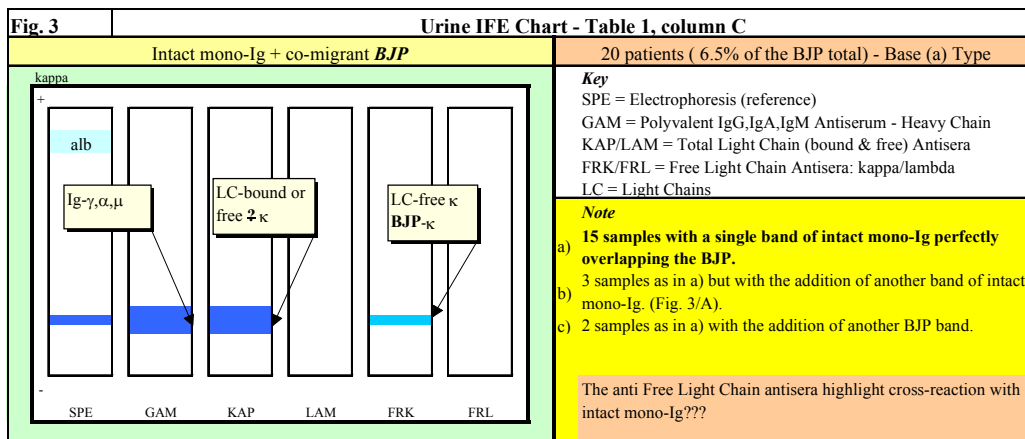 Fig. 3
Urine IFE Chart - Table 1, column C
Intact mono-Ig + co-migrant BJP
20 patients ( 6.5% of the BJP total) - Base (a) Type
kappa
+
alb
Ig-γ,α,μ
LC-bound or
free ? κ
LC-free κ
BJP-κ
-
SPE GAM KAP LAM FRK FRL
Key
SPE = Electrophoresis (reference)
GAM = Polyvalent IgG,IgA,IgM Antiserum - Heavy Chain
KAP/LAM = Total Light Chain (bound & free) Antisera
FRK/FRL = Free Light Chain Antisera: kappa/lambda
LC = Light Chains
Note
a) 15 samples with a single band of intact mono-Ig perfectly
overlapping the BJP.
b) 3 samples as in a) but with the addition of another band of intact
mono-Ig. (Fig. 3/A).
c) 2 samples as in a) with the addition of another BJP band.
The anti Free Light Chain antisera highlight cross-reaction with
intact mono-Ig???